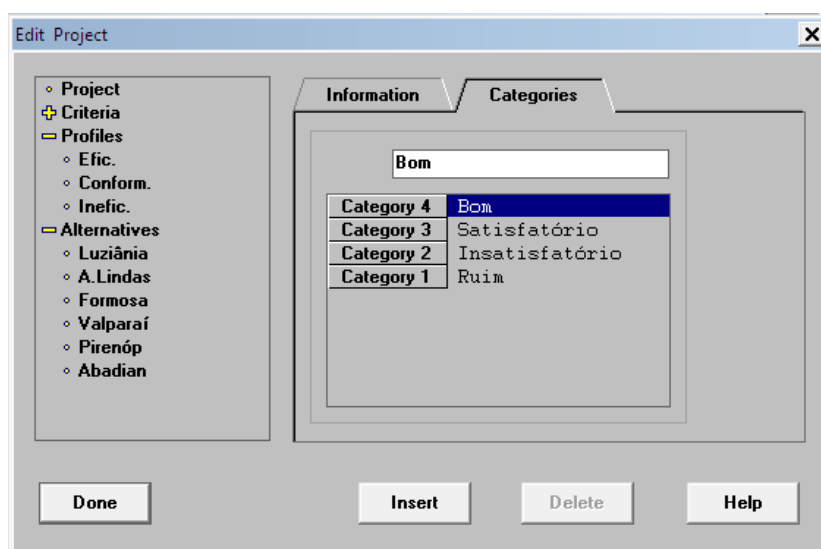 Edit Project
Project
Criteria
Profiles
Efic.
Conform.
Inefic.
Alternatives
Luziânia
A.Lindas
Formosa
Valparaí
Pirenóp
Abadian
Information Categories
Bom
Category 4 Bom
Category 3 Satisfatório
Category 2 Insatisfatório
Category 1 Ruim
Done Insert Delete Help